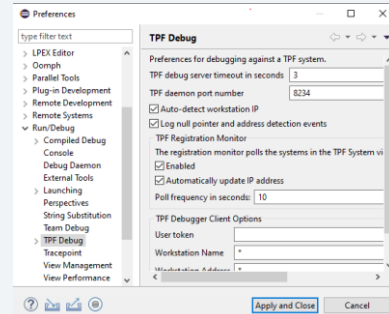 Preferences
type filter text
LPEX Editor
Oomph
Parallel Tools
Plug-in Development
Remote Development
Remote Systems
Run/Debug
Compiled Debug
Console
Debug Daemon
External Tools
Launching
Perspectives
String Substitution
Team Debug
TPF Debug
Tracepoint
View Management
View Performance
TPF Debug
Preferences for debugging against a TPF system.
TPF debug server timeout in seconds 3
TPF daemon port number 8234
Auto-detect workstation IP
Log null pointer and address detection events
TPF Registration Monitor
The registration monitor polls the systems in the TPF System vi
Enabled
Automatically update IP address
Poll frequency in seconds: 10
TPF Debugger Client Options
User token
Workstation Name *
Workstation Address *
Apply and Close
Cancel